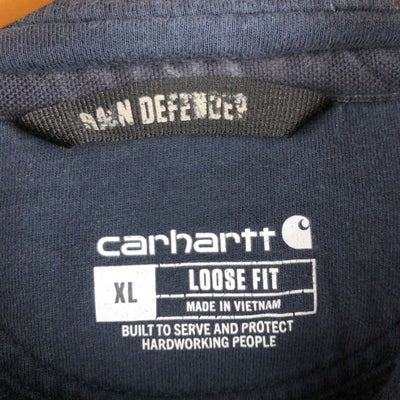 RAIN DEFENDER
carhartt
XL
LOOSE FIT
MADE IN VIETNAM
BUILT TO SERVE AND PROTECT
HARDWORKING PEOPLE